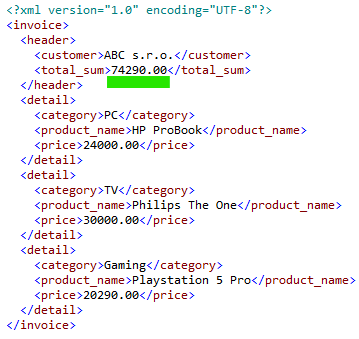 <?xml version="1.0" encoding="UTF-8"?>
<invoice>
  <header>
    <customer>ABC s.r.o.</customer>
    <total_sum>74290.00</total_sum>
  </header>
  <detail>
    <category>PC</category>
    <product_name>HP ProBook</product_name>
    <price>24000.00</price>
  </detail>
  <detail>
    <category>TV</category>
    <product_name>Philips The One</product_name>
    <price>30000.00</price>
  </detail>
  <detail>
    <category>Gaming</category>
    <product_name>Playstation 5 Pro</product_name>
    <price>20290.00</price>
  </detail>
</invoice>